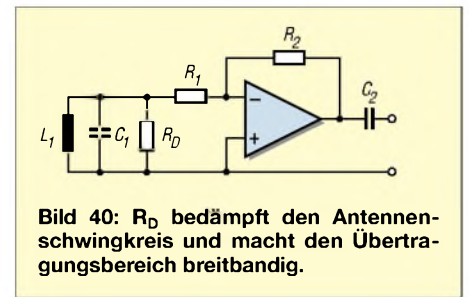 R2
R1
C2
L1
C1
RD
−
+
Bild 40: RD bedämpft den Antennen-
schwingkreis und macht den Übertra-
gungsbereich breitbandig.